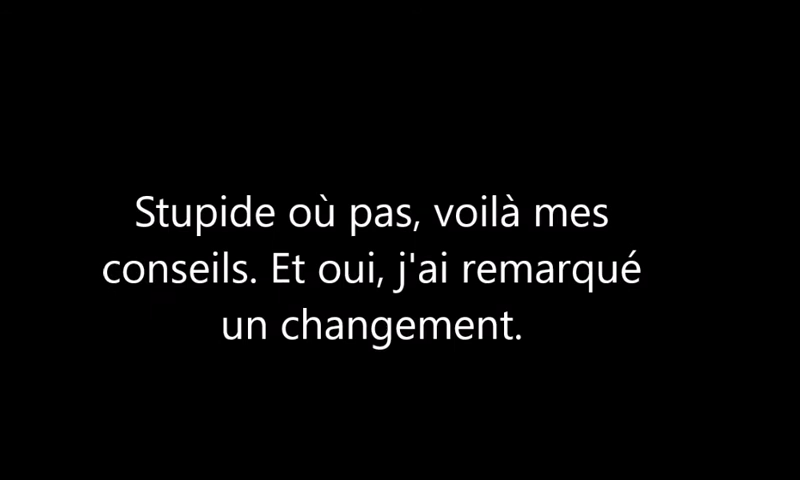 Stupide où pas, voilà mes
conseils. Et oui, j'ai remarqué
un changement.